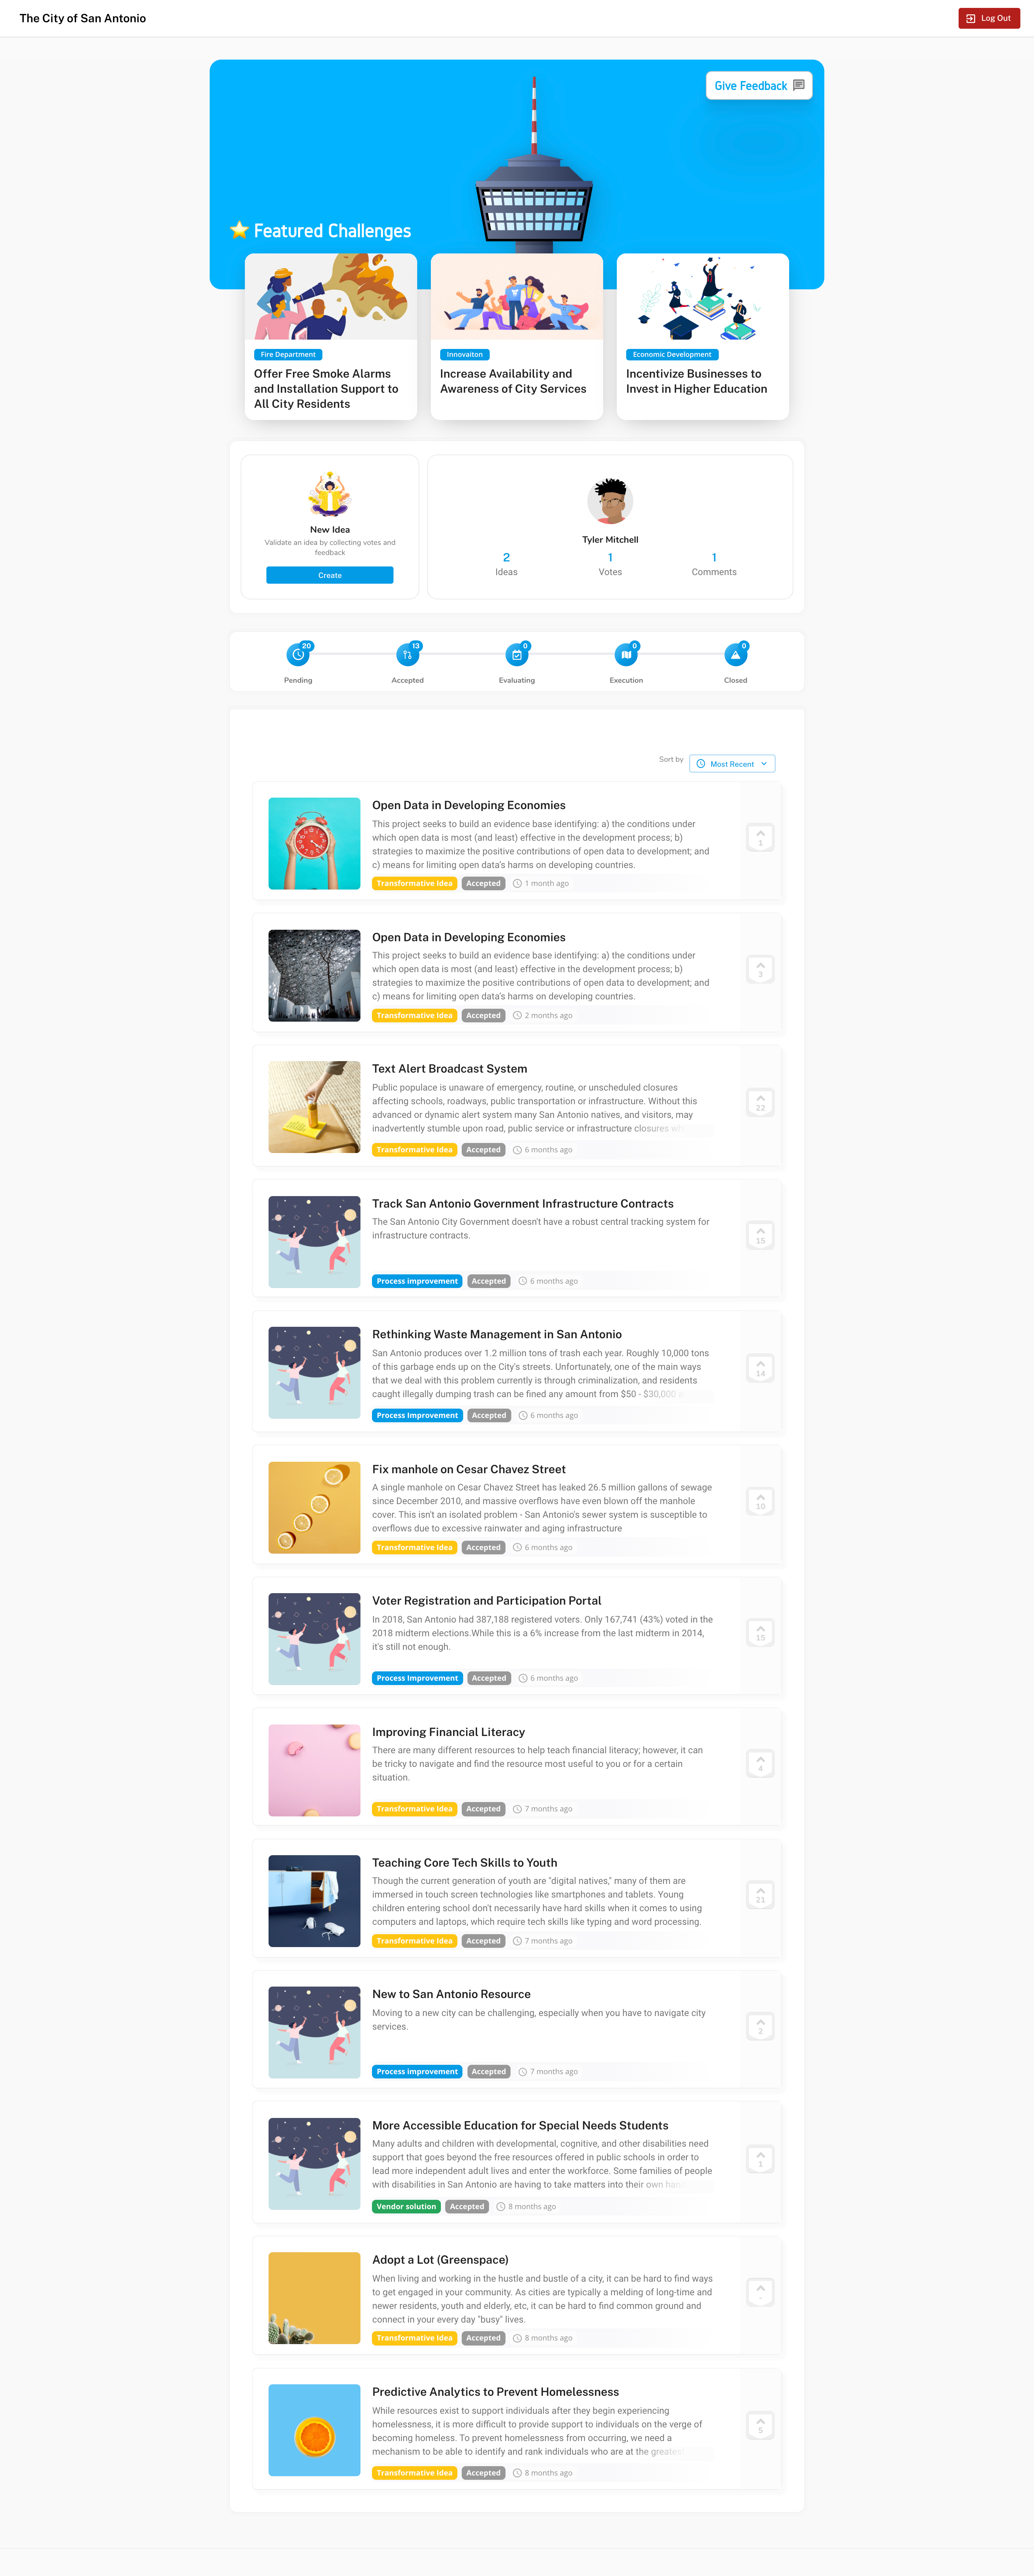 The City of San Antonio
Log Out
Give Feedback
Featured Challenges
Fire Department
Offer Free Smoke Alarms
and Installation Support to
All City Residents
Innovaiton
Increase Availability and
Awareness of City Services
Economic Development
Incentivize Businesses to
Invest in Higher Education
New Idea
Validate an idea by collecting votes and
feedback
Create
Tyler Mitchell
2
Ideas
1
Votes
1
Comments
20
Pending
13
Accepted
0
Evaluating
0
Execution
0
Closed
Sort by
Most Recent
Open Data in Developing Economies
This project seeks to build an evidence base identifying: a) the conditions under
which open data is most (and least) effective in the development process; b)
strategies to maximize the positive contributions of open data to development; and
c) means for limiting open data's harms on developing countries.
Transformative Idea Accepted 1 month ago
1
Open Data in Developing Economies
This project seeks to build an evidence base identifying: a) the conditions under
which open data is most (and least) effective in the development process; b)
strategies to maximize the positive contributions of open data to development; and
c) means for limiting open data's harms on developing countries.
Transformative Idea Accepted 2 months ago
3
Text Alert Broadcast System
Public populace is unaware of emergency, routine, or unscheduled closures
affecting schools, roadways, public transportation or infrastructure. Without this
advanced or dynamic alert system many San Antonio natives, and visitors, may
inadvertently stumble upon road, public service or infrastructure closures
Transformative Idea Accepted 6 months ago
22
Track San Antonio Government Infrastructure Contracts
The San Antonio City Government doesn't have a robust central tracking system for
infrastructure contracts.
Process improvement Accepted 6 months ago
15
Rethinking Waste Management in San Antonio
San Antonio produces over 1.2 million tons of trash each year. Roughly 10,000 tons
of this garbage ends up on the City's streets. Unfortunately, one of the main ways
that we deal with this problem currently is through criminalization, and residents
caught illegally dumping trash can be fined any amount from $50 - $30,000
Process Improvement Accepted 6 months ago
14
Fix manhole on Cesar Chavez Street
A single manhole on Cesar Chavez Street has leaked 26.5 million gallons of sewage
since December 2010, and massive overflows have even blown off the manhole
cover. This isn't an isolated problem - San Antonio's sewer system is susceptible to
overflows due to excessive rainwater and aging infrastructure
Transformative Idea Accepted 6 months ago
10
Voter Registration and Participation Portal
In 2018, San Antonio had 387,188 registered voters. Only 167,741 (43%) voted in the
2018 midterm elections.While this is a 6% increase from the last midterm in 2014,
it's still not enough.
Process Improvement Accepted 6 months ago
15
Improving Financial Literacy
There are many different resources to help teach financial literacy; however, it can
be tricky to navigate and find the resource most useful to you or for a certain
situation.
Transformative Idea Accepted 7 months ago
4
Teaching Core Tech Skills to Youth
Though the current generation of youth are "digital natives," many of them are
immersed in touch screen technologies like smartphones and tablets. Young
children entering school don't necessarily have hard skills when it comes to using
computers and laptops, which require tech skills like typing and word processing.
Transformative Idea Accepted 7 months ago
21
New to San Antonio Resource
Moving to a new city can be challenging, especially when you have to navigate city
services.
Process improvement Accepted 7 months ago
2
More Accessible Education for Special Needs Students
Many adults and children with developmental, cognitive, and other disabilities need
support that goes beyond the free resources offered in public schools in order to
lead more independent adult lives and enter the workforce. Some families of people
with disabilities in San Antonio are having to take matters into their own
Vendor solution Accepted 8 months ago
1
Adopt a Lot (Greenspace)
When living and working in the hustle and bustle of a city, it can be hard to find ways
to get engaged in your community. As cities are typically a melding of long-time and
newer residents, youth and elderly, etc, it can be hard to find common ground and
connect in your every day "busy" lives.
Transformative Idea Accepted 8 months ago
-
Predictive Analytics to Prevent Homelessness
While resources exist to support individuals after they begin experiencing
homelessness, it is more difficult to provide support to individuals on the verge of
becoming homeless. To prevent homelessness from occurring, we need a
mechanism to be able to identify and rank individuals who are at the greatest
Transformative Idea Accepted 8 months ago
5